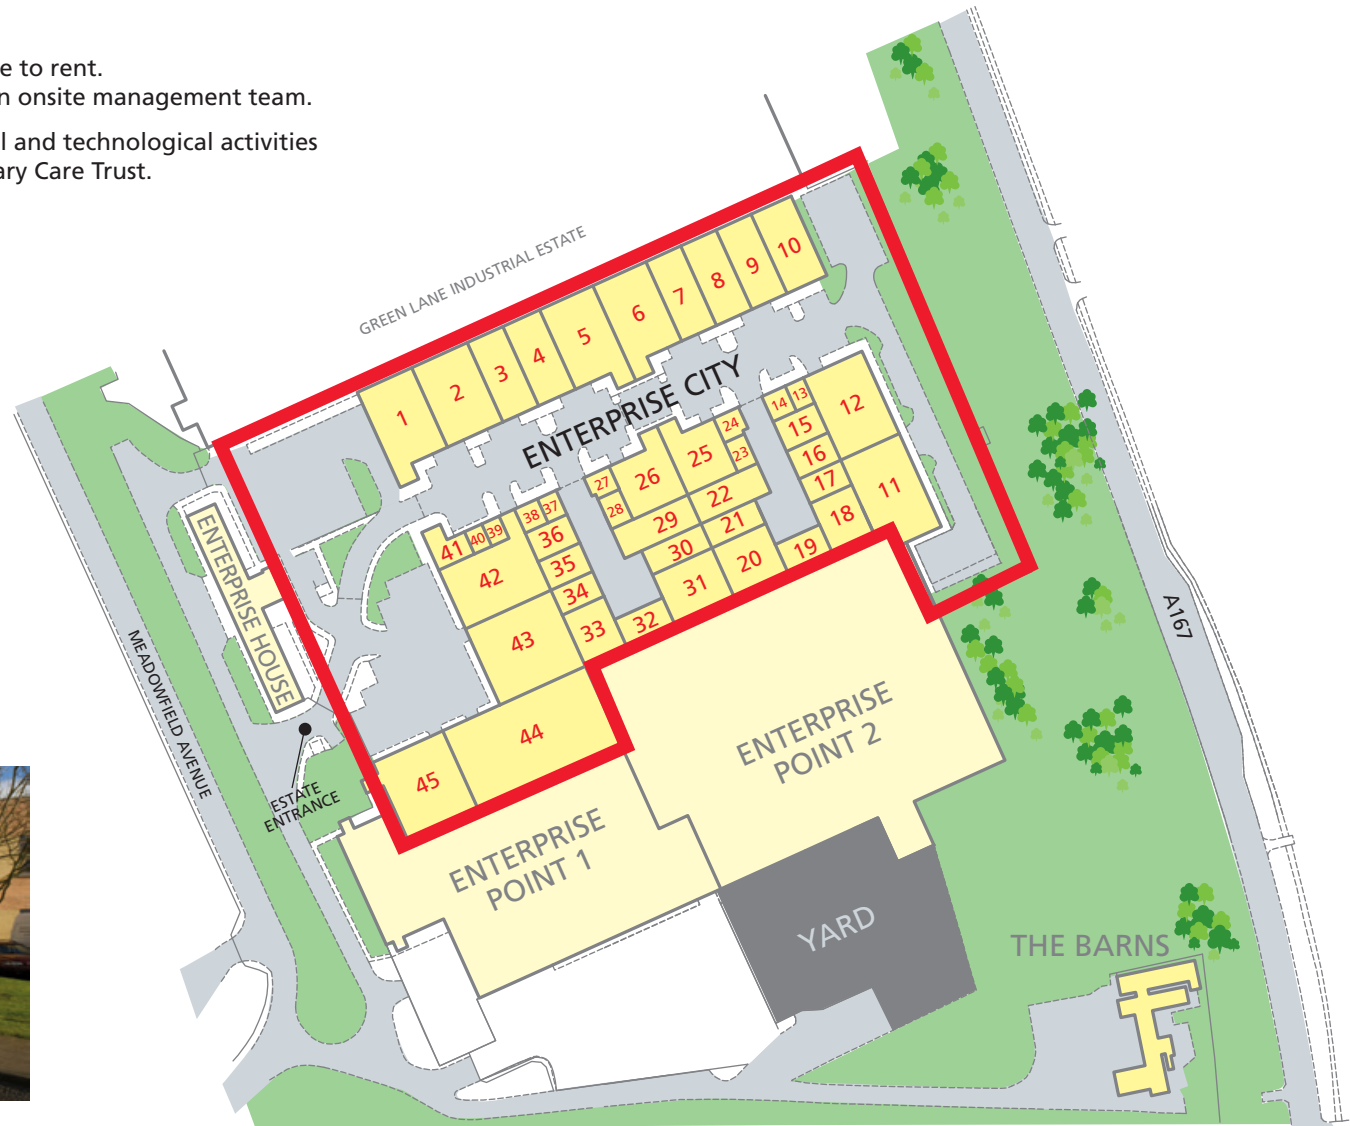 e to rent.
n onsite management team.
l and technological activities
ary Care Trust.
GREEN LANE INDUSTRIAL ESTATE
1
2
3
4
5
6
7
8
9
10
ENTERPRISE CITY
14
13
12
15
16
17
11
18
19
24
25
23
26
27
28
22
29
21
30
20
31
32
37
38
39
40
41
36
42
35
34
33
43
44
45
ENTERPRISE HOUSE
MEADOWFIELD AVENUE
ESTATE
ENTRANCE
A167
ENTERPRISE
POINT 2
ENTERPRISE
POINT 1
YARD
THE BARNS